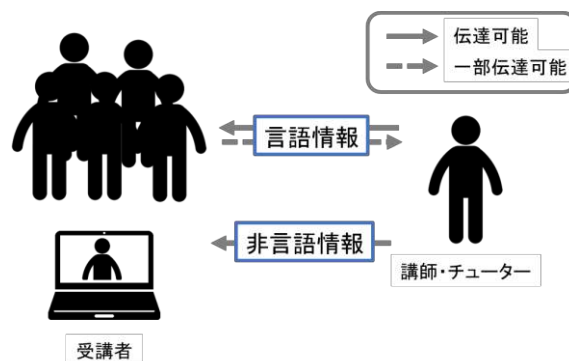 伝達可能
一部伝達可能
言語情報
非言語情報
講師・チューター
受講者